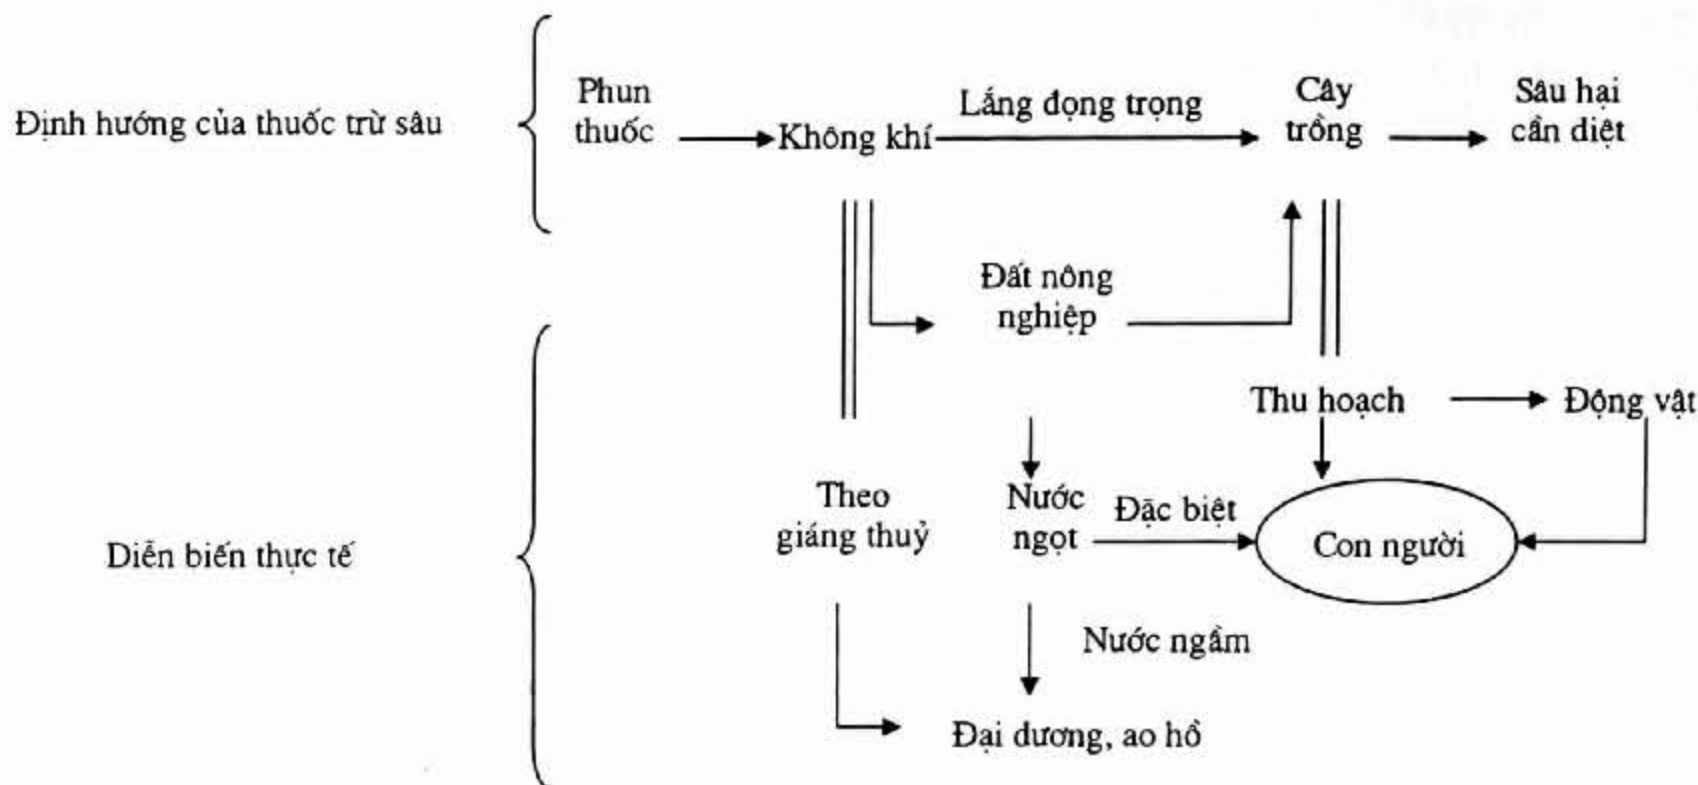 Định hướng của thuốc trừ sâu
Phun
thuốc
Không khí
Lắng đọng trọng
Cây
trồng
Sâu hại
cần diệt
Đất nông
nghiệp
Thu hoạch
Động vật
Diễn biến thực tế
Theo
giáng thuỷ
Nước
ngọt
Đặc biệt
Con người
Nước ngầm
Đại dương, ao hồ